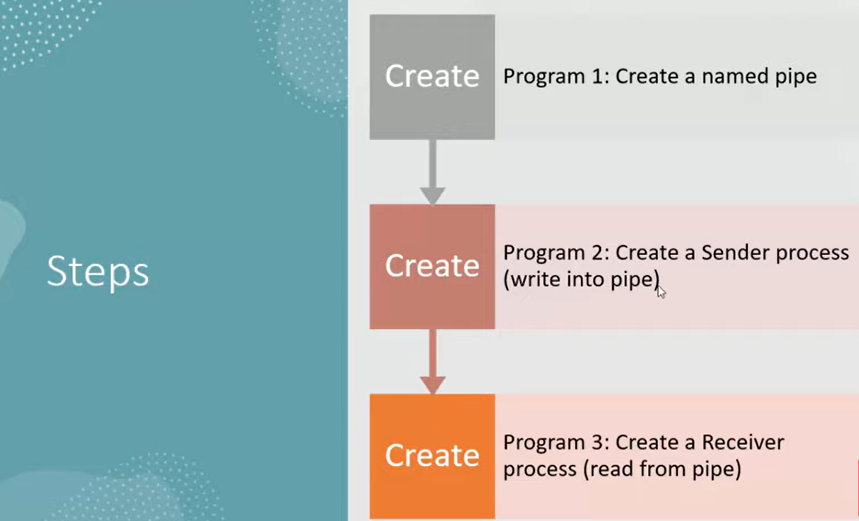 Steps
Create
Program 1: Create a named pipe
Create
Program 2: Create a Sender process
(write into pipe)
Create
Program 3: Create a Receiver
process (read from pipe)